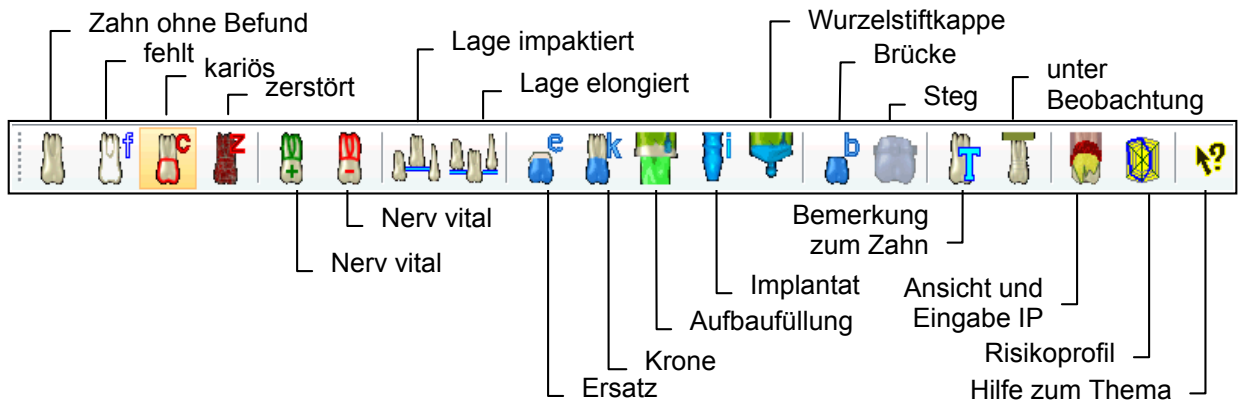 Zahn ohne Befund
fehlt
kariös
zerstört
Lage impaktiert
Lage elongiert
Wurzelstiftkappe
Brücke
Steg
unter
Beobachtung
f
c
z
+
-
e
k
i
b
T
?
Nerv vital
Nerv vital
Ersatz
Krone
Aufbaufüllung
Implantat
Bemerkung
zum Zahn
Ansicht und
Eingabe IP
Risikoprofil
Hilfe zum Thema